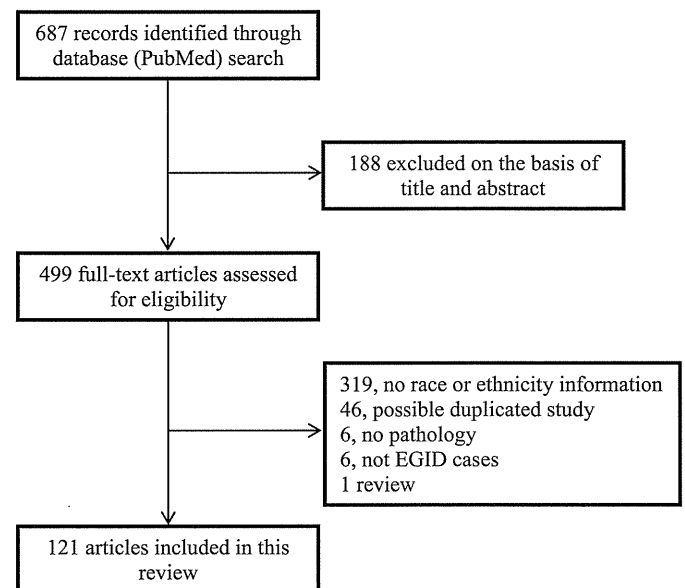 687 records identified through
database (PubMed) search
188 excluded on the basis of
title and abstract
499 full-text articles assessed
for eligibility
319, no race or ethnicity information
46, possible duplicated study
6, no pathology
6, not EGID cases
1 review
121 articles included in this
review